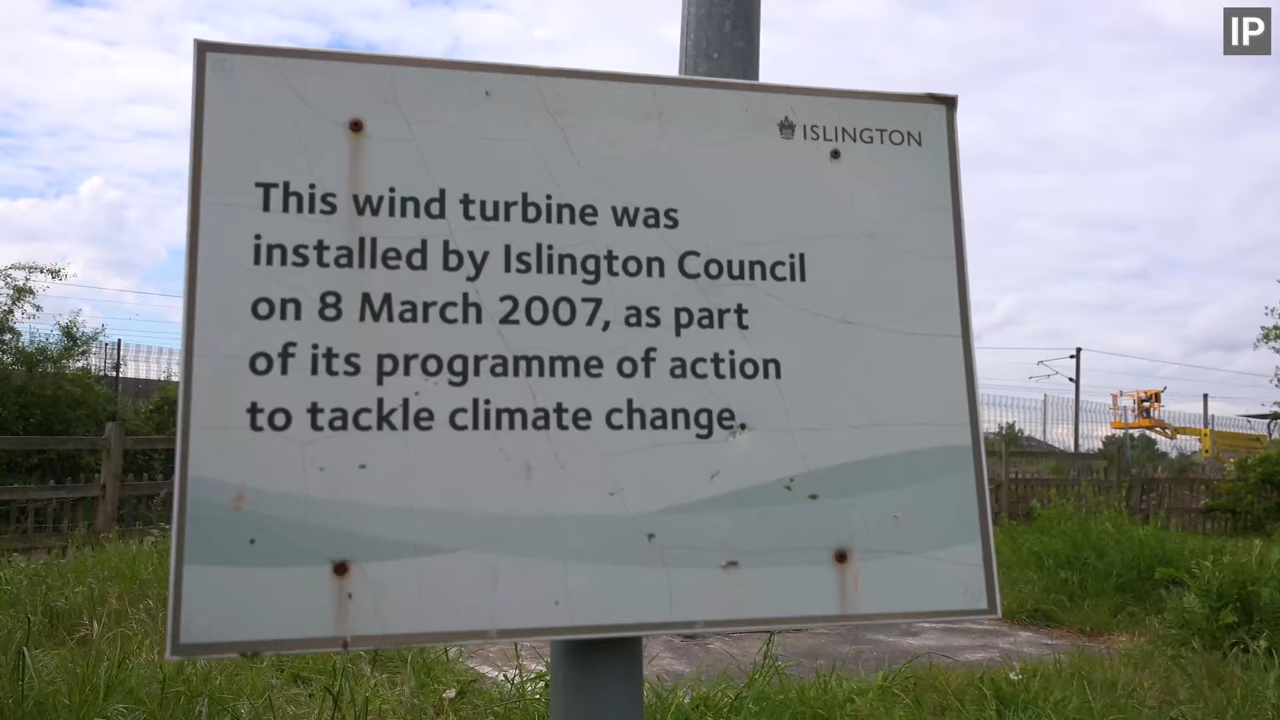 IP
ISLINGTON
This wind turbine was
installed by Islington Council
on 8 March 2007, as part
of its programme of action
to tackle climate change.